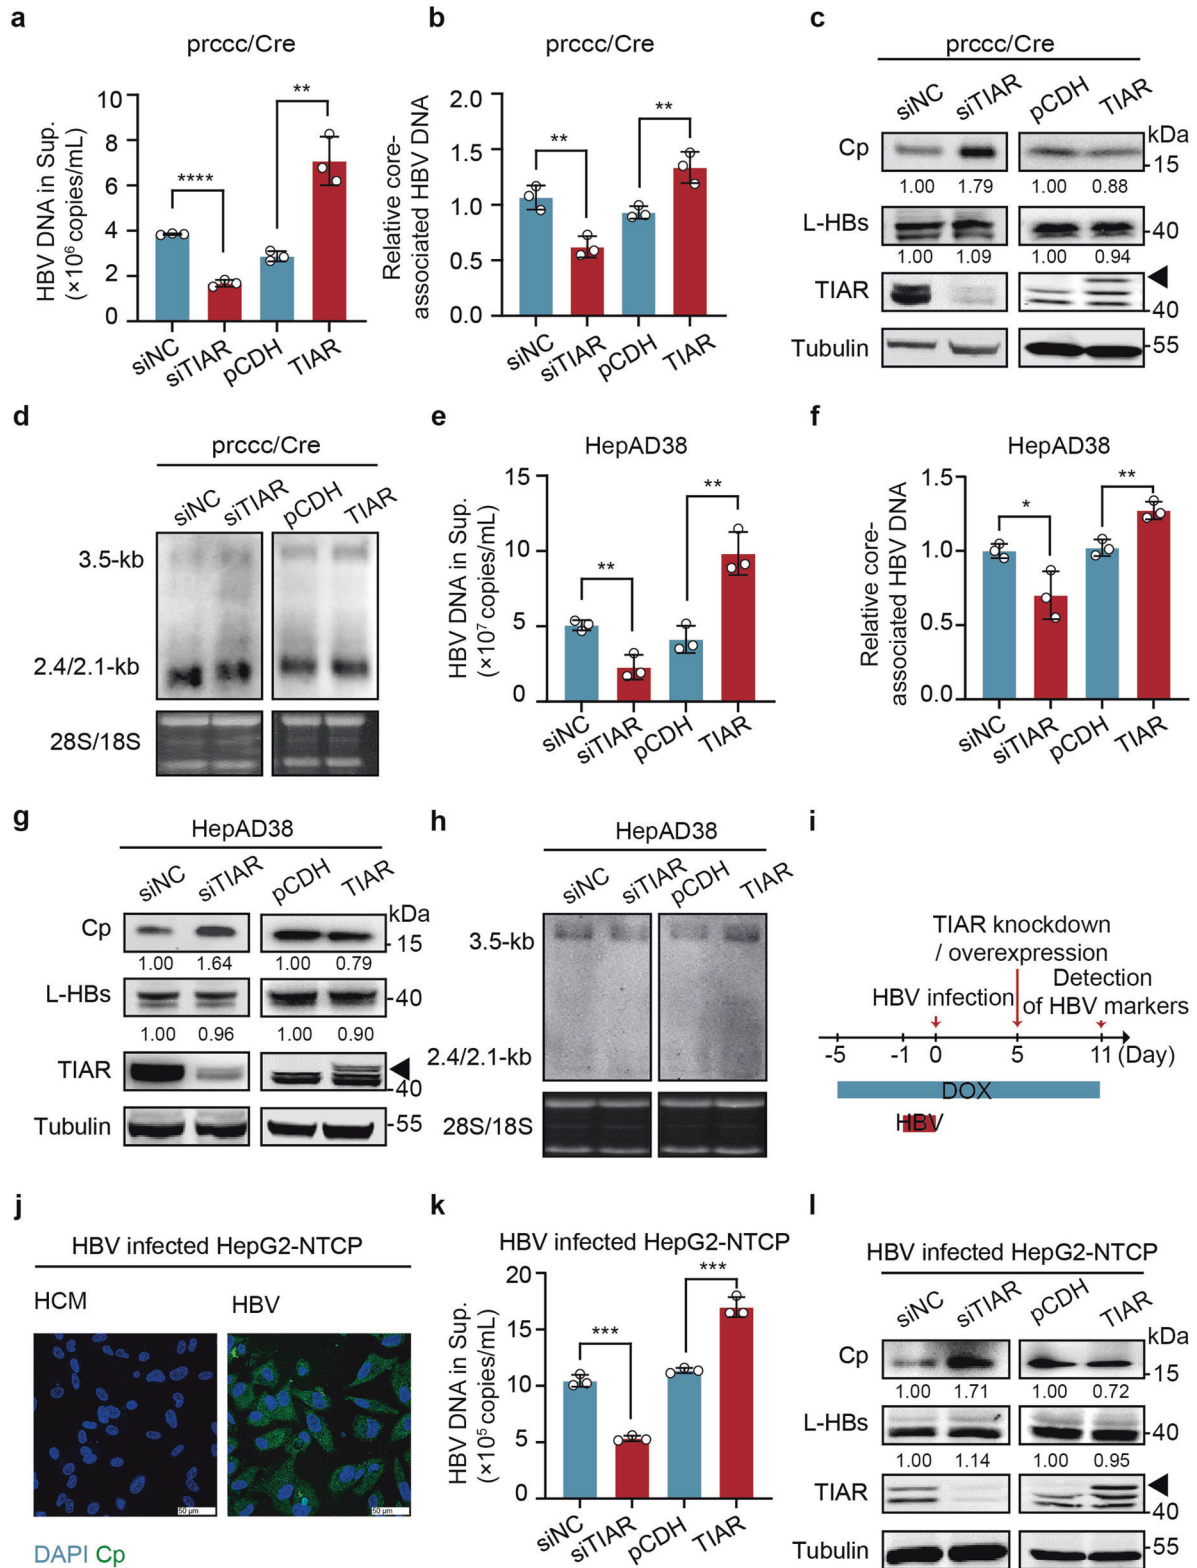 a
prccc/Cre
HBV DNA in Sup.
(×10⁶ copies/mL)
10
8
6
4
2
0
****
**
siNC
siTIAR
pCDH
TIAR
b
prccc/Cre
Relative core-
associated HBV DNA
2.0
1.5
1.0
0.5
0.0
**
**
siNC
siTIAR
pCDH
TIAR
c
prccc/Cre
siNC siTIAR pCDH TIAR
kDa
Cp
15
1.00 1.79 1.00 0.88
L-HBs
40
1.00 1.09 1.00 0.94
TIAR
40
Tubulin
55
d
prccc/Cre
siNC siTIAR pCDH TIAR
3.5-kb
2.4/2.1-kb
28S/18S
e
HepAD38
HBV DNA in Sup.
(×10⁷ copies/mL)
15
10
5
0
**
**
siNC
siTIAR
pCDH
TIAR
f
HepAD38
Relative core-
associated HBV DNA
1.5
1.0
0.5
0.0
*
**
siNC
siTIAR
pCDH
TIAR
g
HepAD38
siNC siTIAR pCDH TIAR
kDa
Cp
15
1.00 1.64 1.00 0.79
L-HBs
40
1.00 0.96 1.00 0.90
TIAR
40
Tubulin
55
h
HepAD38
siNC siTIAR pCDH TIAR
3.5-kb
2.4/2.1-kb
28S/18S
i
TIAR knockdown
/ overexpression
HBV infection
Detection
of HBV markers
-5 -1 0 5 11 (Day)
DOX
HBV
j
HBV infected HepG2-NTCP
HCM HBV
50 µm
50 µm
DAPI Cp
k
HBV infected HepG2-NTCP
HBV DNA in Sup.
(×10⁵ copies/mL)
20
15
10
5
0
***
***
siNC
siTIAR
pCDH
TIAR
l
HBV infected HepG2-NTCP
siNC siTIAR pCDH TIAR
kDa
Cp
15
1.00 1.71 1.00 0.72
L-HBs
40
1.00 1.14 1.00 0.95
TIAR
40
Tubulin
55